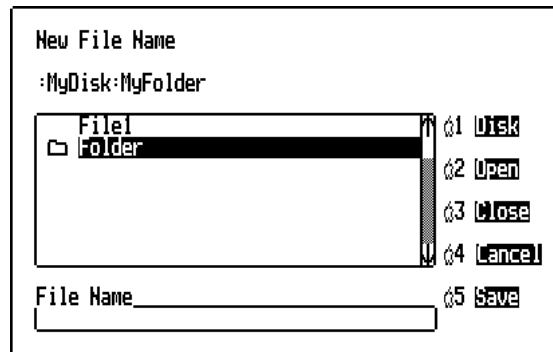 New File Name
:MyDisk:MyFolder
File1
Folder
1 Disk
2 Open
3 Close
4 Cancel
File Name
5 Save